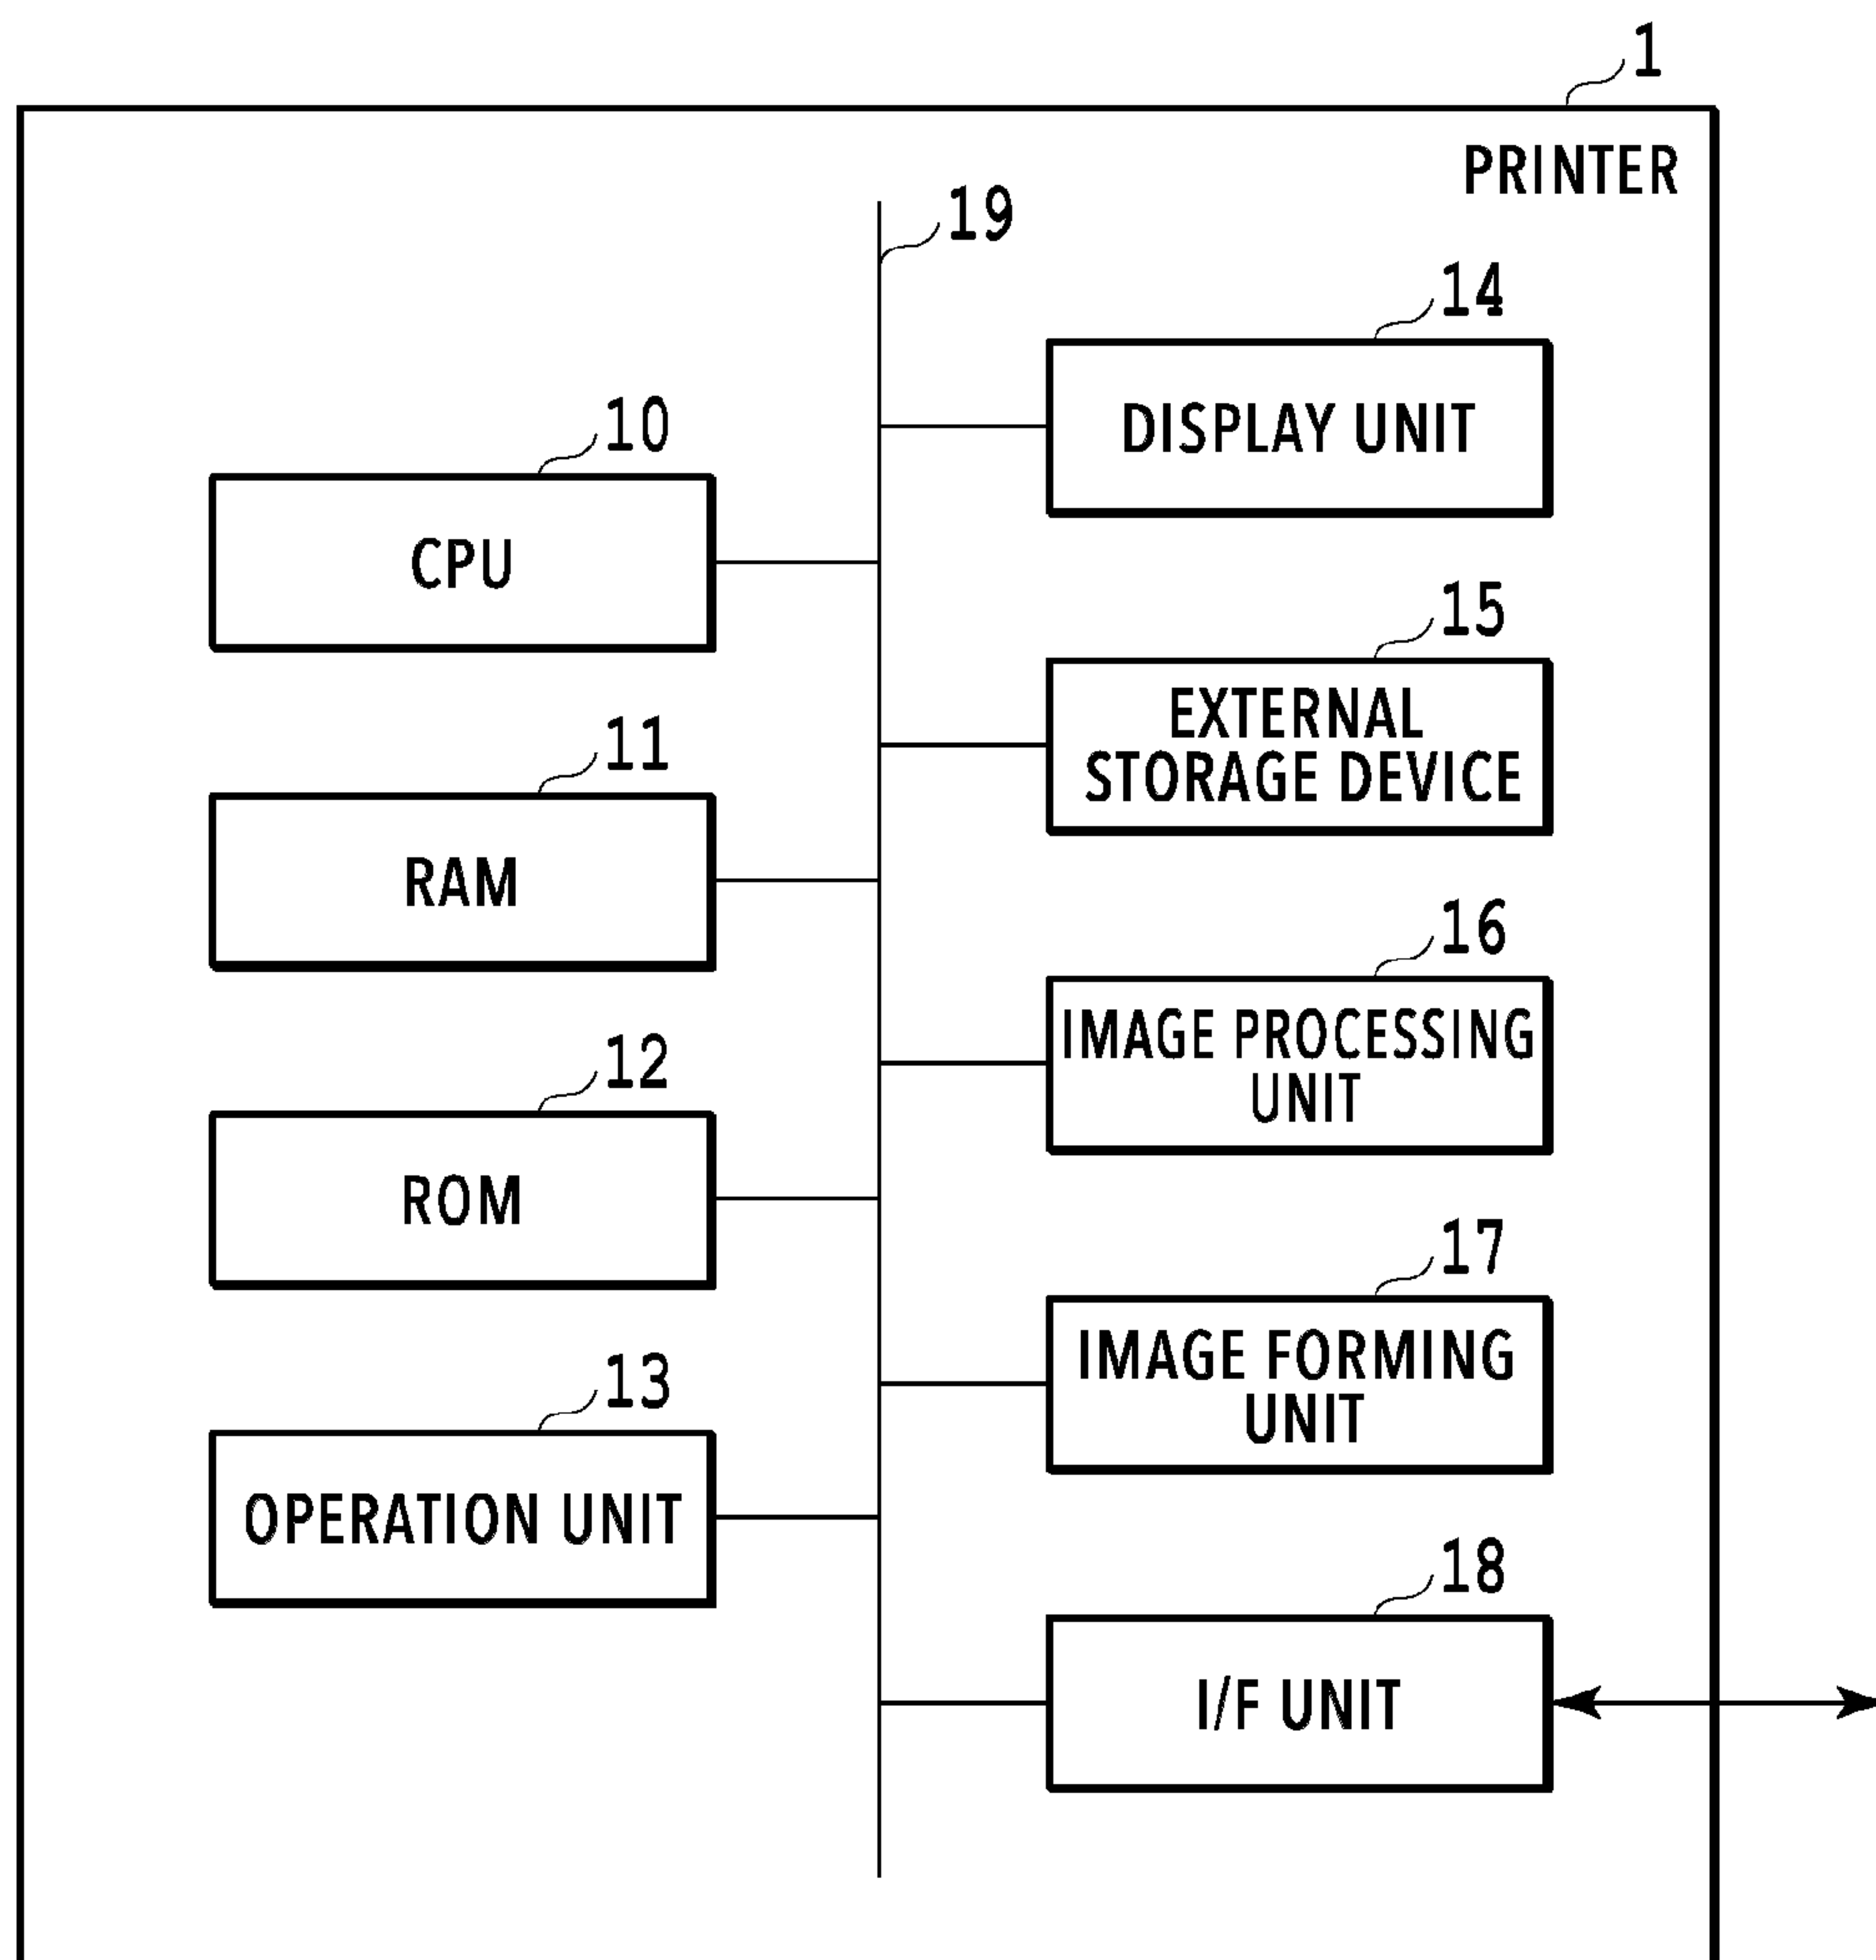 1
PRINTER
19
14
DISPLAY UNIT
10
CPU
15
EXTERNAL
STORAGE DEVICE
11
RAM
16
IMAGE PROCESSING
UNIT
12
ROM
17
IMAGE FORMING
UNIT
13
OPERATION UNIT
18
I/F UNIT